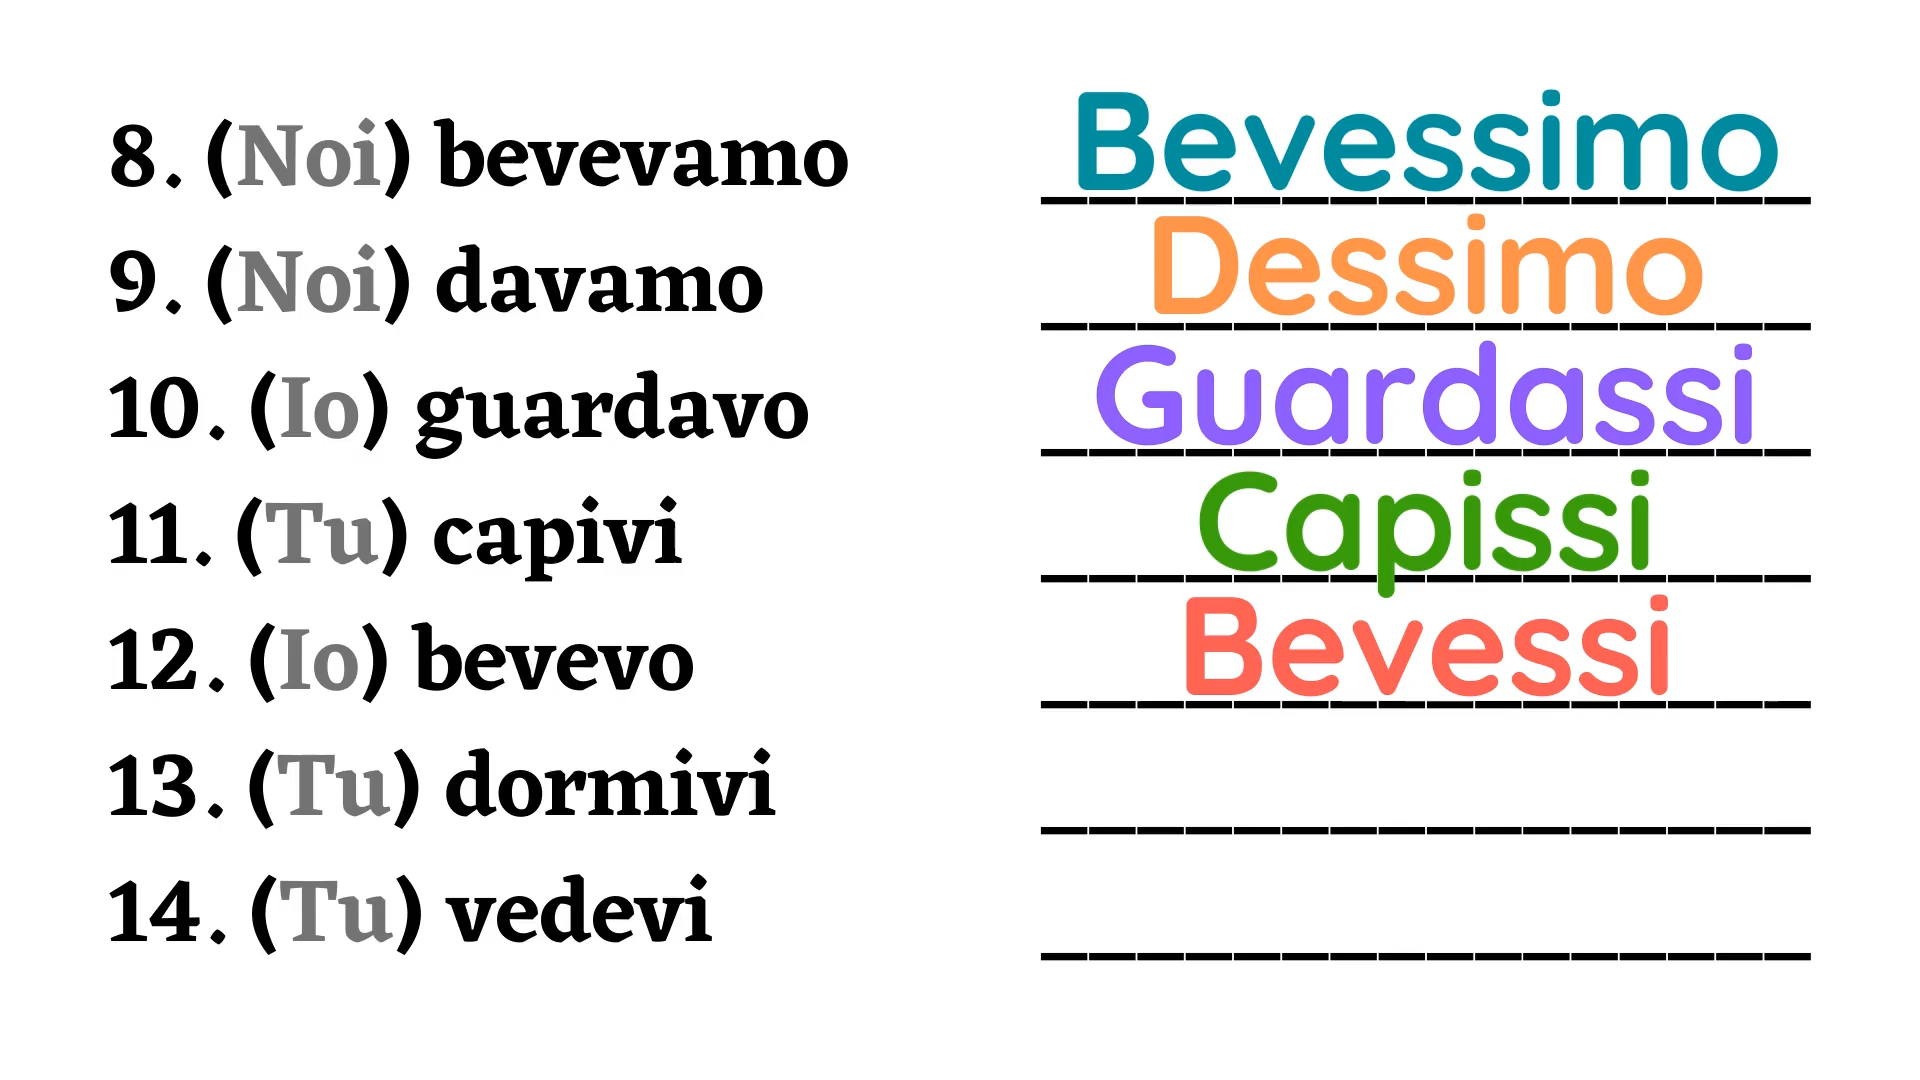 8. (Noi) bevevamo Bevessimo
9. (Noi) davamo Dessimo
10. (Io) guardavo Guardassi
11. (Tu) capivi Capissi
12. (Io) bevevo Bevessi
13. (Tu) dormivi
14. (Tu) vedevi